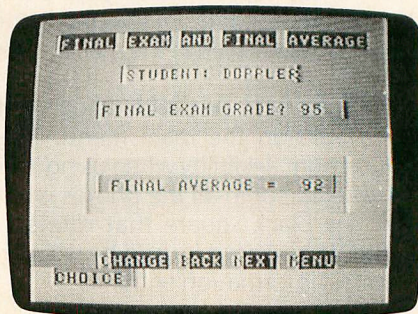 FINAL EXAM AND FINAL AVERAGE
STUDENT: DOPPLER
FINAL EXAM GRADE? 95
FINAL AVERAGE = 92
CHANGE BACK NEXT MENU
CHOICE